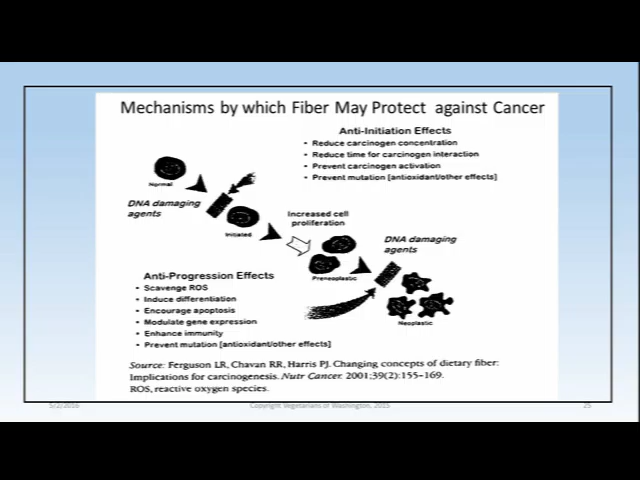 Mechanisms by which Fiber May Protect against Cancer
Anti-Initiation Effects
• Reduce carcinogen concentration
• Reduce time for carcinogen interaction
• Prevent carcinogen activation
• Prevent mutation [antioxidant/other effects]
Normal
DNA damaging
agents
Initiated
Increased cell
proliferation
Preneoplastic
DNA damaging
agents
Neoplastic
Anti-Progression Effects
• Scavenge ROS
• Induce differentiation
• Encourage apoptosis
• Modulate gene expression
• Enhance immunity
• Prevent mutation [antioxidant/other effects]
Source: Ferguson LR, Chavan RR, Harris PJ. Changing concepts of dietary fiber:
Implications for carcinogenesis. Nutr Cancer. 2001;39(2):155–169.
ROS, reactive oxygen species.
5/2/2016
Copyright Vegetarians of Washington, 2015
25